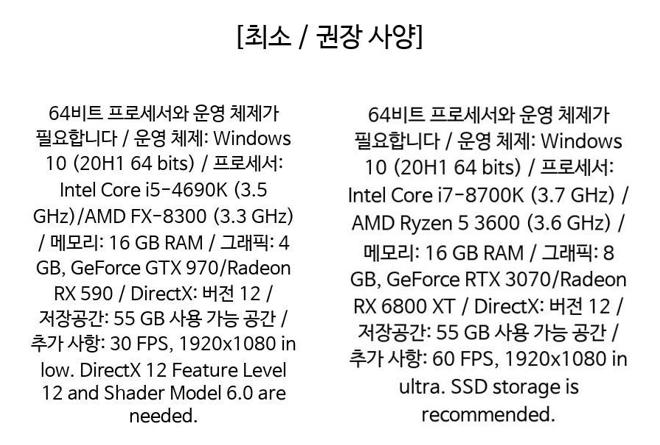 [최소 / 권장 사양]
64비트 프로세서와 운영 체제가
필요합니다 / 운영 체제: Windows
10 (20H1 64 bits) / 프로세서:
Intel Core i5-4690K (3.5
GHz)/AMD FX-8300 (3.3 GHz)
/ 메모리: 16 GB RAM / 그래픽: 4
GB, GeForce GTX 970/Radeon
RX 590 / DirectX: 버전 12 /
저장공간: 55 GB 사용 가능 공간 /
추가 사항: 30 FPS, 1920x1080 in
low. DirectX 12 Feature Level
12 and Shader Model 6.0 are
needed.
64비트 프로세서와 운영 체제가
필요합니다 / 운영 체제: Windows
10 (20H1 64 bits) / 프로세서:
Intel Core i7-8700K (3.7 GHz) /
AMD Ryzen 5 3600 (3.6 GHz) /
메모리: 16 GB RAM / 그래픽: 8
GB, GeForce RTX 3070/Radeon
RX 6800 XT / DirectX: 버전 12 /
저장공간: 55 GB 사용 가능 공간 /
추가 사항: 60 FPS, 1920x1080 in
ultra. SSD storage is
recommended.